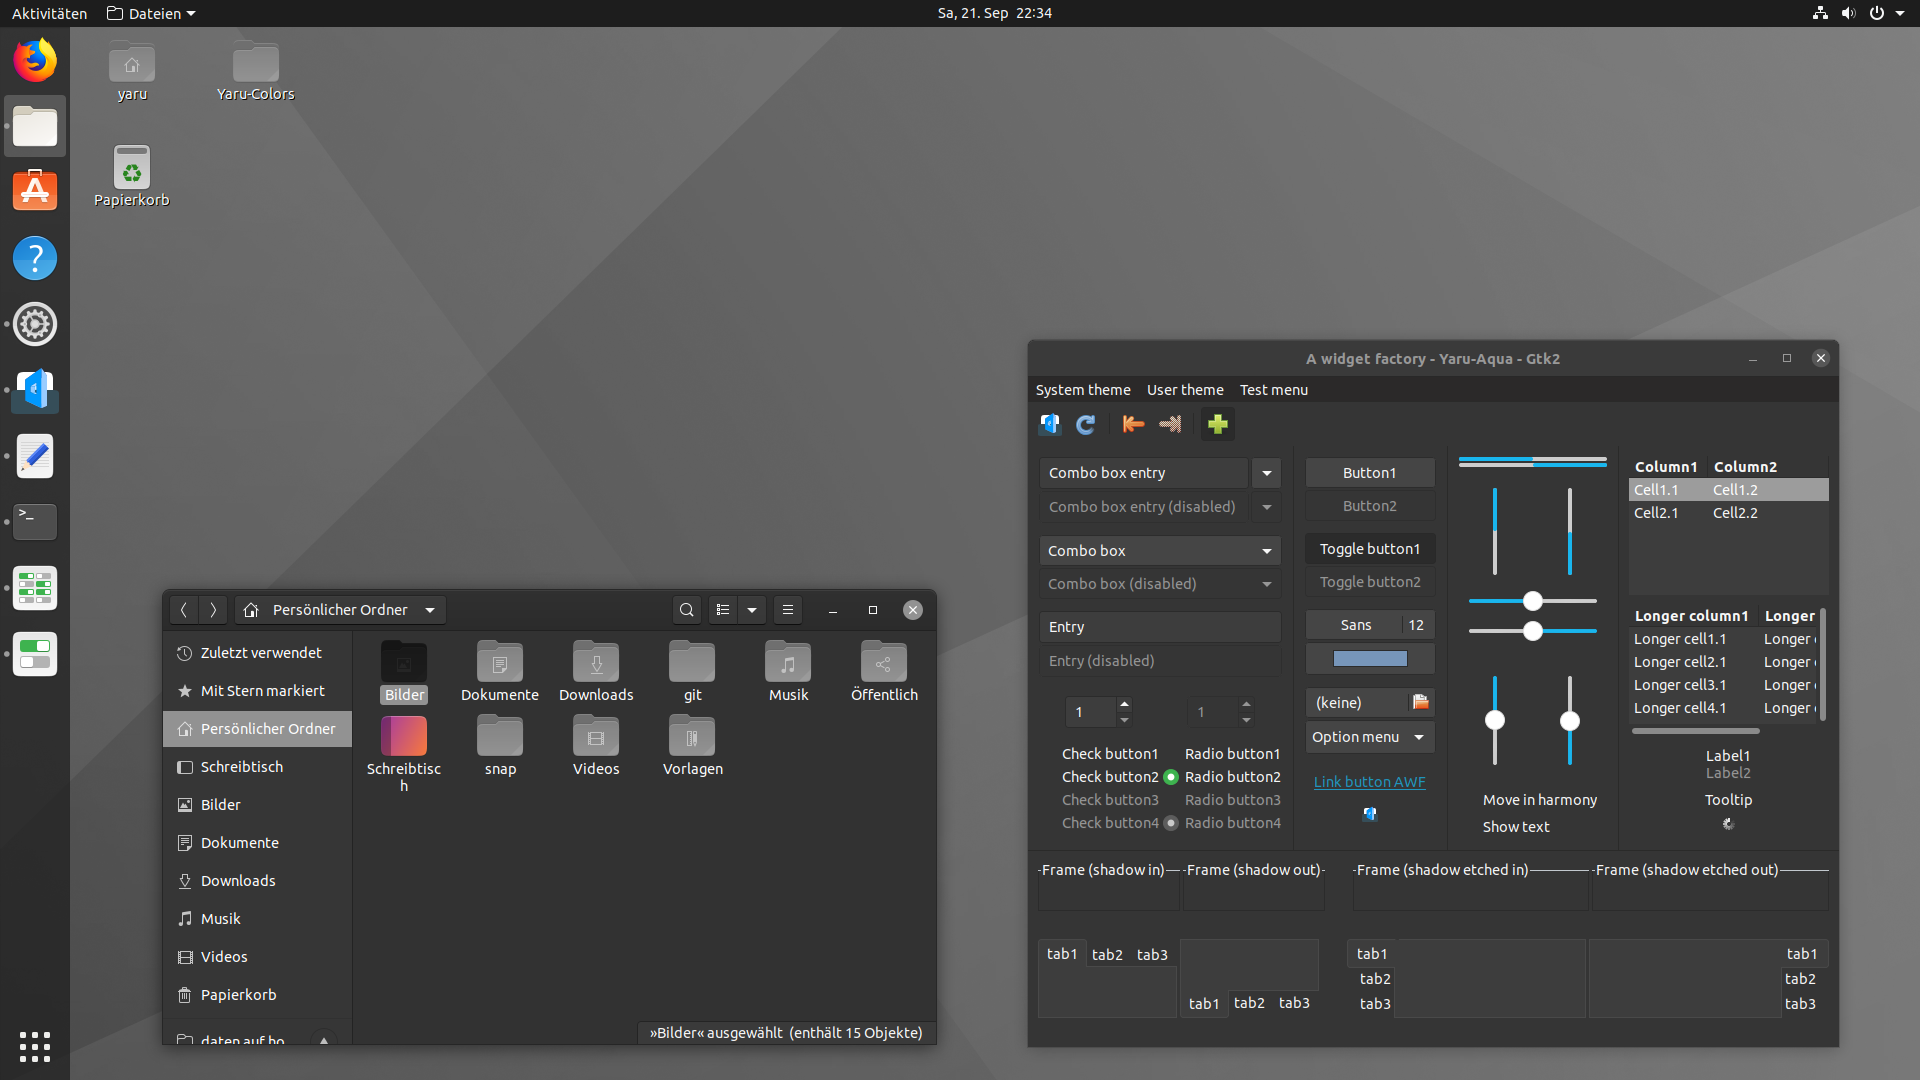 Aktivitäten Dateien Sa, 21. Sep 22:34
yaru Yaru-Colors
Papierkorb
Persönlicher Ordner
Zuletzt verwendet
Mit Stern markiert
Persönlicher Ordner
Schreibtisch
Bilder
Dokumente
Downloads
Musik
Videos
Papierkorb
Bilder Dokumente Downloads git Musik Öffentlich
Schreibtisc
h
snap Videos Vorlagen
»Bilder« ausgewählt (enthält 15 Objekte)
A widget factory - Yaru-Aqua - Gtk2
System theme User theme Test menu
Combo box entry
Combo box entry (disabled)
Combo box
Combo box (disabled)
Entry
Entry (disabled)
1 1
Check button1 Radio button1
Check button2 Radio button2
Check button3 Radio button3
Check button4 Radio button4
Button1
Button2
Toggle button1
Toggle button2
Sans 12
(keine)
Option menu
Link button AWF
Move in harmony
Show text
Column1 Column2
Cell1.1 Cell1.2
Cell2.1 Cell2.2
Longer column1 Longer
Longer cell1.1 Longer
Longer cell2.1 Longer
Longer cell3.1 Longer
Longer cell4.1 Longer
Label1
Label2
Tooltip
Frame (shadow in) Frame (shadow out) Frame (shadow etched in) Frame (shadow etched out)
tab1 tab2 tab3
tab1 tab2 tab3
tab1
tab2
tab3
tab1
tab2
tab3